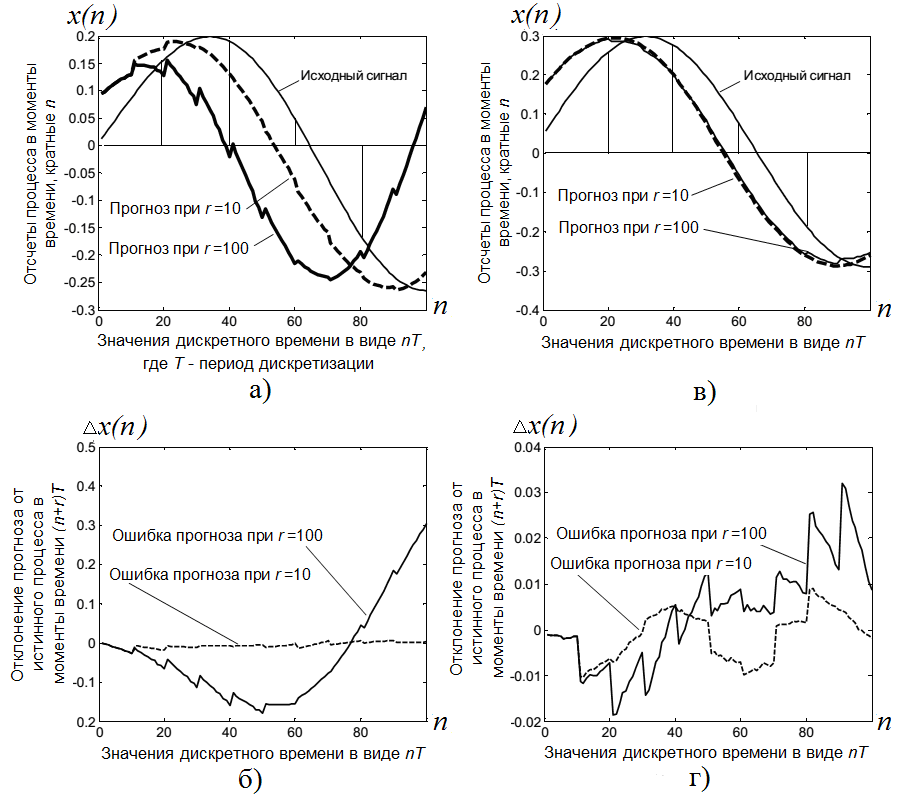 x(n)
Отсчеты процесса в моменты
времени, кратные n
0.2
0.15
0.1
0.05
0
-0.05
-0.1
-0.15
-0.2
-0.25
-0.3
Исходный сигнал
Прогноз при r =10
Прогноз при r =100
0 20 40 60 80
n
Значения дискретного времени в виде nT,
где T - период дискретизации
а)
x(n)
Отсчеты процесса в моменты
времени, кратные n
0.3
0.2
0.1
0
-0.1
-0.2
-0.3
-0.4
Исходный сигнал
Прогноз при r =10
Прогноз при r =100
0 20 40 60 80
n
Значения дискретного времени в виде nT
в)
△x(n)
Отклонение прогноза от
истинного процесса в
моменты времени (n+r)T
0.5
0.4
0.3
0.2
0.1
0
0.1
0.2
Ошибка прогноза при r =100
Ошибка прогноза при r =10
0 20 40 60 80
n
Значения дискретного времени в виде nT
б)
△x(n)
Отклонение прогноза от
истинного процесса в
моменты времени (n+r)T
0.04
0.03
0.02
0.01
0
-0.01
-0.02
Ошибка прогноза при r =100
Ошибка прогноза при r =10
0 20 40 60 80
n
Значения дискретного времени в виде nT
г)